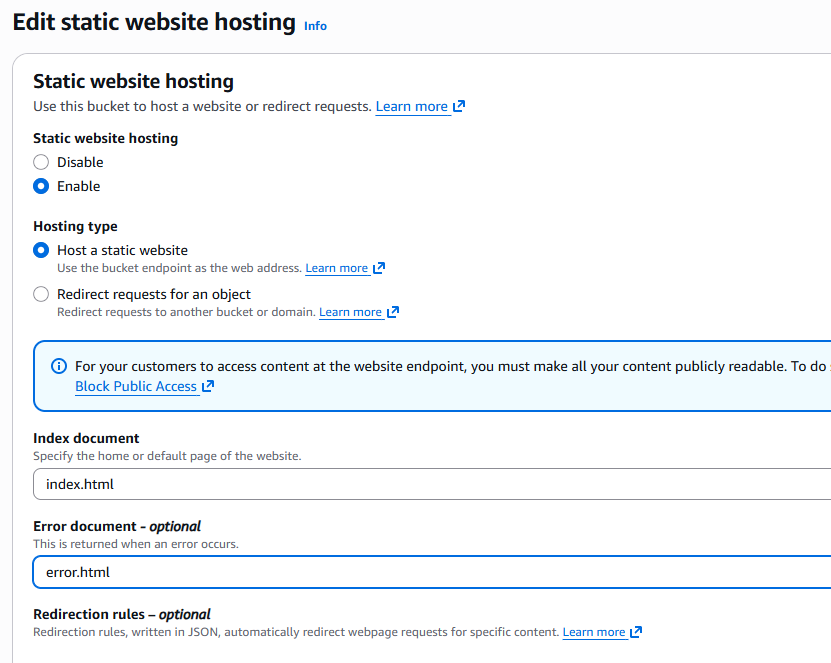 Edit static website hosting Info
Static website hosting
Use this bucket to host a website or redirect requests. Learn more
Static website hosting
Disable
Enable
Hosting type
Host a static website
Use the bucket endpoint as the web address. Learn more
Redirect requests for an object
Redirect requests to another bucket or domain. Learn more
For your customers to access content at the website endpoint, you must make all your content publicly readable. To do
Block Public Access
Index document
Specify the home or default page of the website.
index.html
Error document - optional
This is returned when an error occurs.
error.html
Redirection rules – optional
Redirection rules, written in JSON, automatically redirect webpage requests for specific content. Learn more